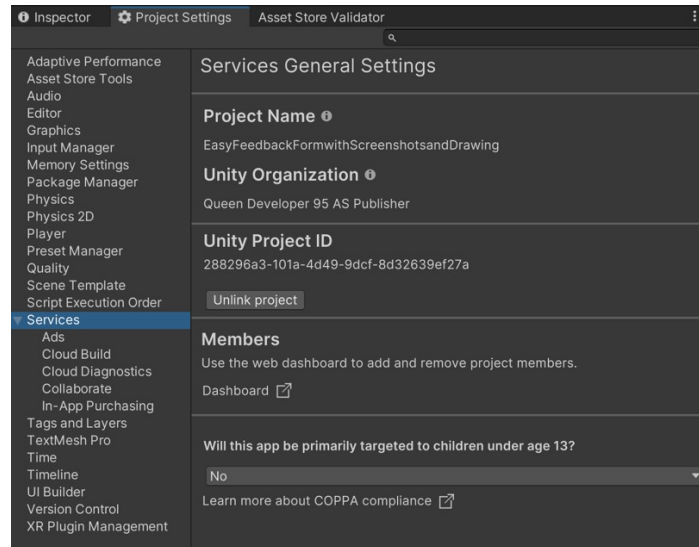 Inspector
Project Settings
Asset Store Validator
Adaptive Performance
Asset Store Tools
Audio
Editor
Graphics
Input Manager
Memory Settings
Package Manager
Physics
Physics 2D
Player
Preset Manager
Quality
Scene Template
Script Execution Order
Services
Ads
Cloud Build
Cloud Diagnostics
Collaborate
In-App Purchasing
Tags and Layers
TextMesh Pro
Time
Timeline
UI Builder
Version Control
XR Plugin Management
Services General Settings
Project Name
EasyFeedbackFormwithScreenshotsandDrawing
Unity Organization
Queen Developer 95 AS Publisher
Unity Project ID
288296a3-101a-4d49-9dcf-8d32639ef27a
Unlink project
Members
Use the web dashboard to add and remove project members.
Dashboard
Will this app be primarily targeted to children under age 13?
No
Learn more about COPPA compliance